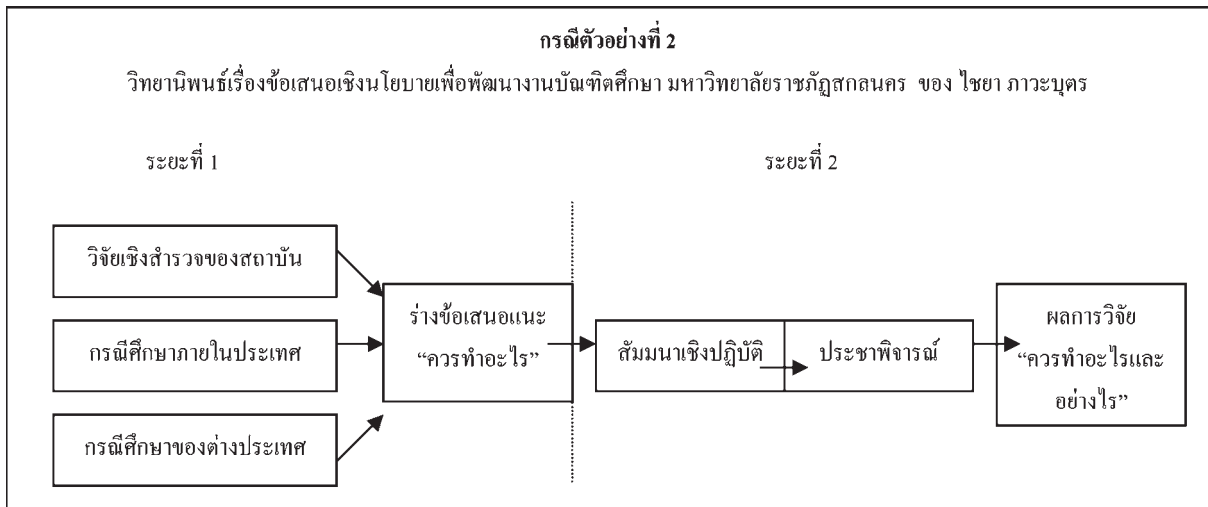 กรณีตัวอย่างที่ 2
วิทยานิพนธ์เรื่องข้อเสนอเชิงนโยบายเพื่อพัฒนางานบัณฑิตศึกษา มหาวิทยาลัยราชภัฏสกลนคร ของ ไชยา ภาวะบุตร
ระยะที่ 1
ระยะที่ 2
วิจัยเชิงสำรวจของสถาบัน
กรณีศึกษาภายในประเทศ
กรณีศึกษาของต่างประเทศ
ร่างข้อเสนอแนะ
“ควรทำอะไร”
สัมมนาเชิงปฏิบัติ
ประชาพิจารณ์
ผลการวิจัย
“ควรทำอะไรและ
อย่างไร”